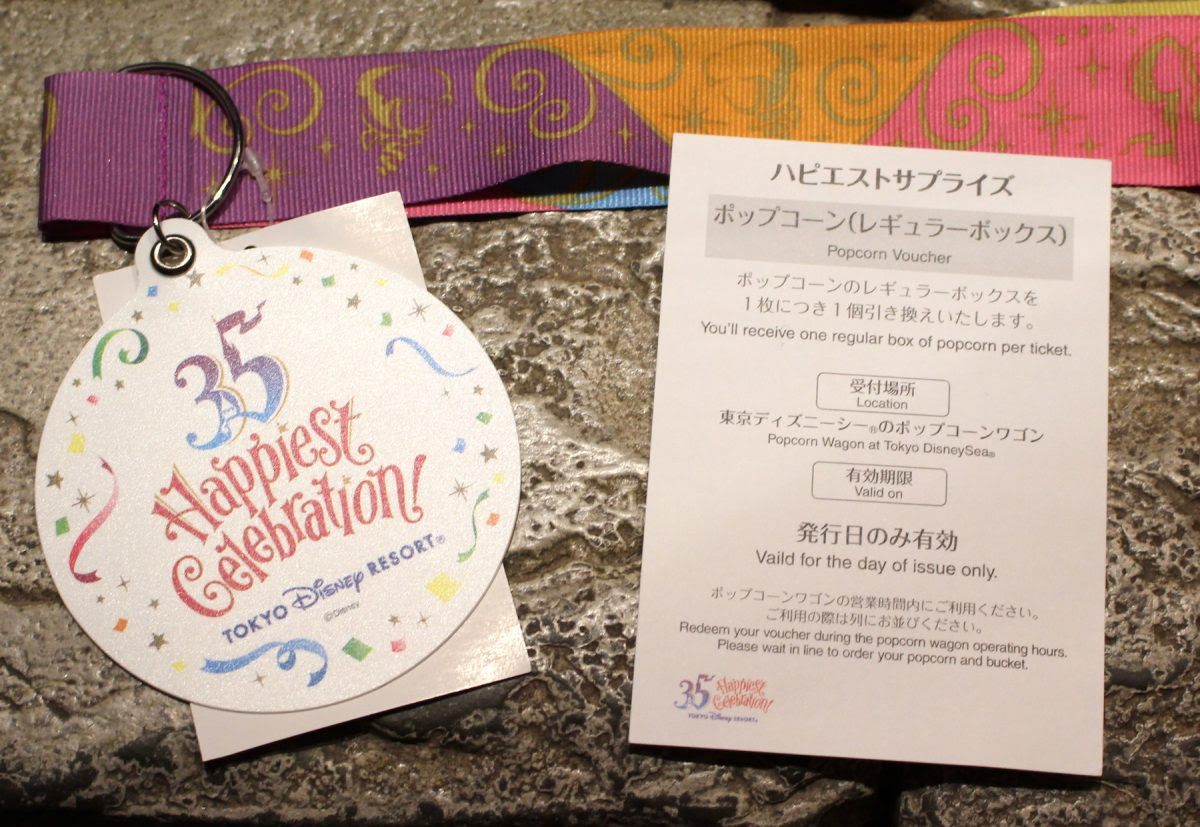 35
Happiest
Celebration!
TOKYO Disney RESORT®
©Disney
ハピエストサプライズ
ポップコーン(レギュラーボックス)
Popcorn Voucher
ポップコーンのレギュラーボックスを
1枚につき1個引き換えいたします。
You'll receive one regular box of popcorn per ticket.
受付場所
Location
東京ディズニーシー®のポップコーンワゴン
Popcorn Wagon at Tokyo DisneySea®
有効期限
Valid on
発行日のみ有効
Vaild for the day of issue only.
ポップコーンワゴンの営業時間内にご利用ください。
ご利用の際は列にお並びください。
Redeem your voucher during the popcorn wagon operating hours.
Please wait in line to order your popcorn and bucket.
35 Happiest
Celebration!
TOKYO Disney RESORT®